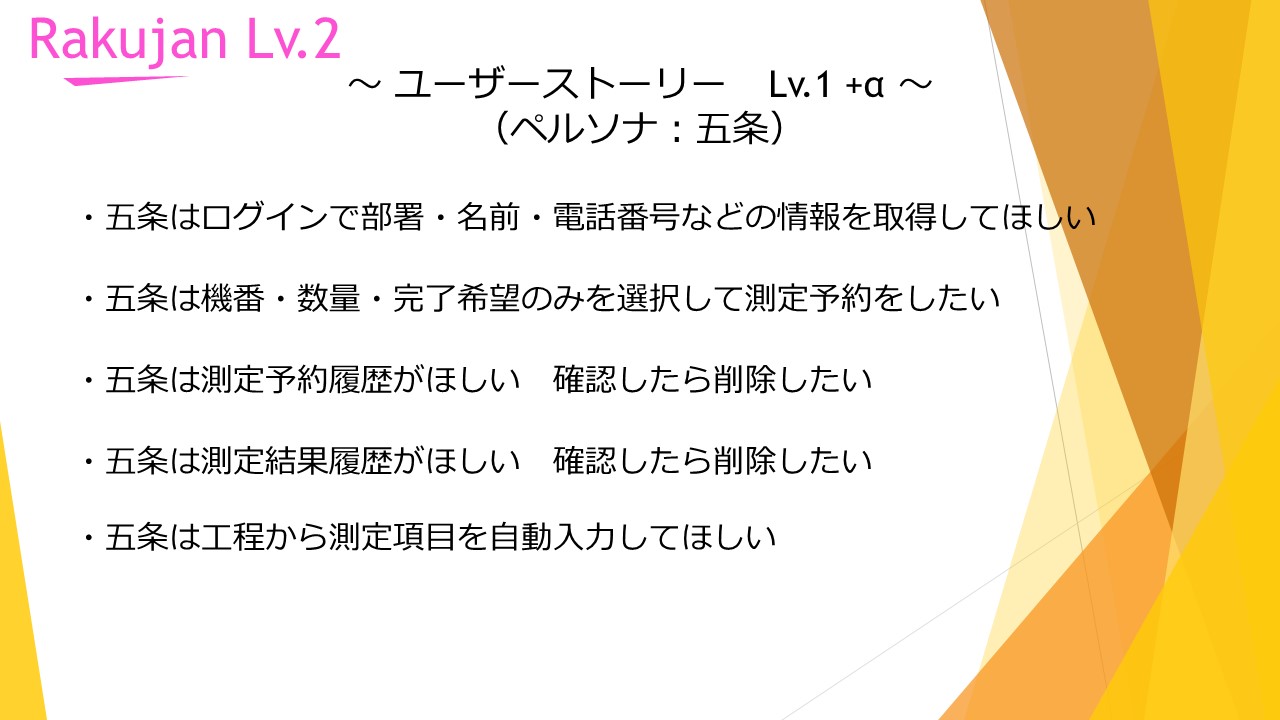 Rakujan Lv.2
～ ユーザーストーリー　Lv.1 +α ～
（ペルソナ：五条）
・五条はログインで部署・名前・電話番号などの情報を取得してほしい
・五条は機番・数量・完了希望のみを選択して測定予約をしたい
・五条は測定予約履歴がほしい　確認したら削除したい
・五条は測定結果履歴がほしい　確認したら削除したい
・五条は工程から測定項目を自動入力してほしい